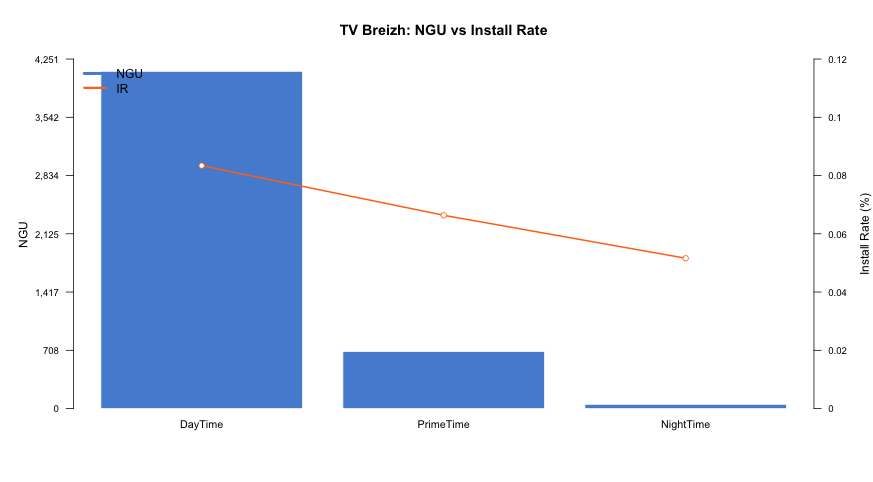 TV Breizh: NGU vs Install Rate
NGU
IR
4,251
3,542
2,834
2,125
1,417
708
0
NGU
0.12
0.1
0.08
0.06
0.04
0.02
0
Install Rate (%)
DayTime
PrimeTime
NightTime